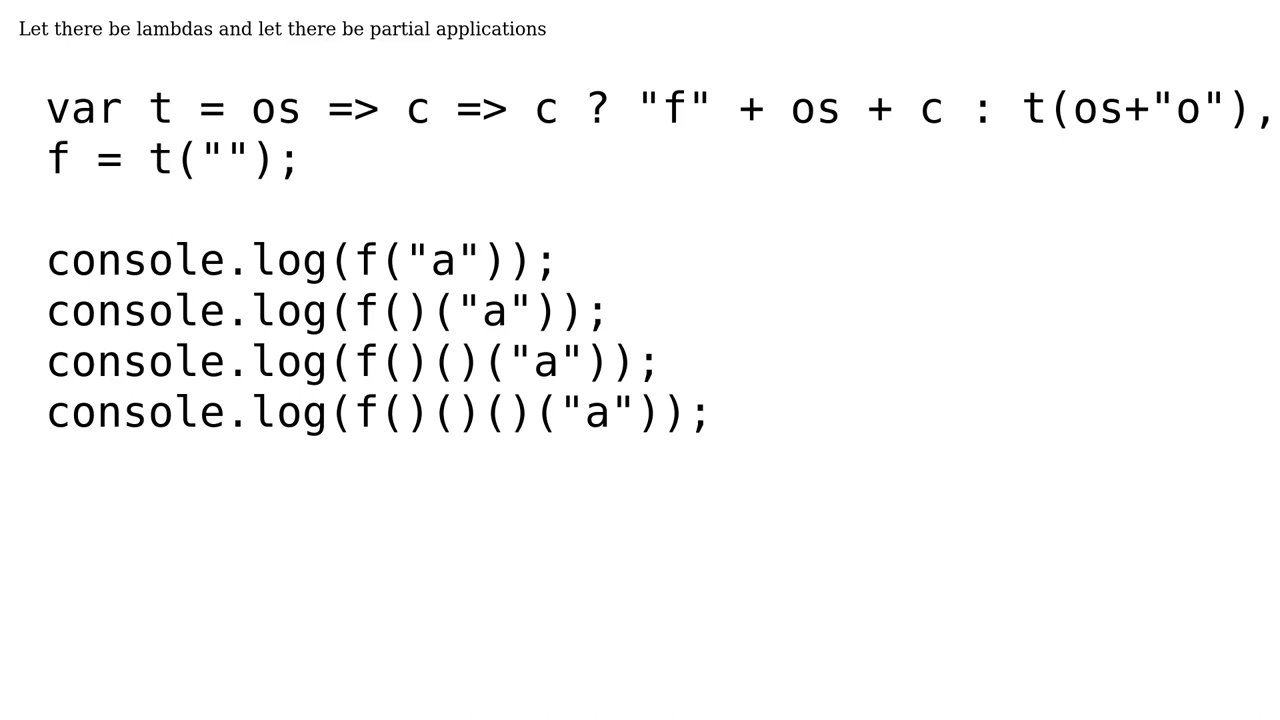 Let there be lambdas and let there be partial applications
var t = os => c => c ? "f" + os + c : t(os+"o"),
f = t("");
console.log(f("a"));
console.log(f()("a"));
console.log(f()()("a"));
console.log(f()()()("a"));